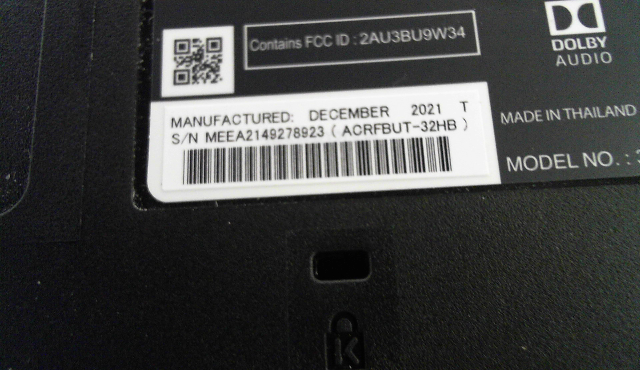 Contains FCC ID : 2AU3BU9W34
DOLBY
AUDIO
MANUFACTURED: DECEMBER 2021 T
S/N MEEA2149278923 ( ACRFBUT-32HB )
MADE IN THAILAND
MODEL NO. :
K